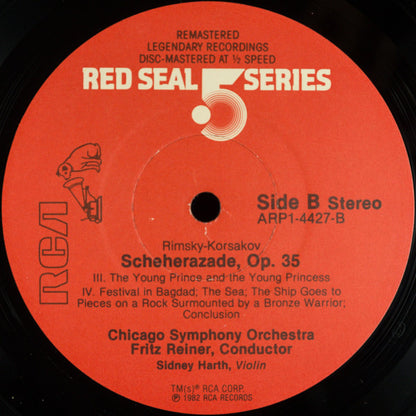 REMASTERED
LEGENDARY RECORDINGS
DISC-MASTERED AT ½ SPEED
RED SEAL .5 SERIES
RCA
Side B Stereo
ARP1-4427-B
Rimsky-Korsakov
Scheherazade, Op. 35
III. The Young Prince and the Young Princess
IV. Festival in Bagdad; The Sea; The Ship Goes to
Pieces on a Rock Surmounted by a Bronze Warrior;
Conclusion
Chicago Symphony Orchestra
Fritz Reiner, Conductor
Sidney Harth, Violin
TM(s)® RCA CORP.
℗ 1982 RCA RECORDS